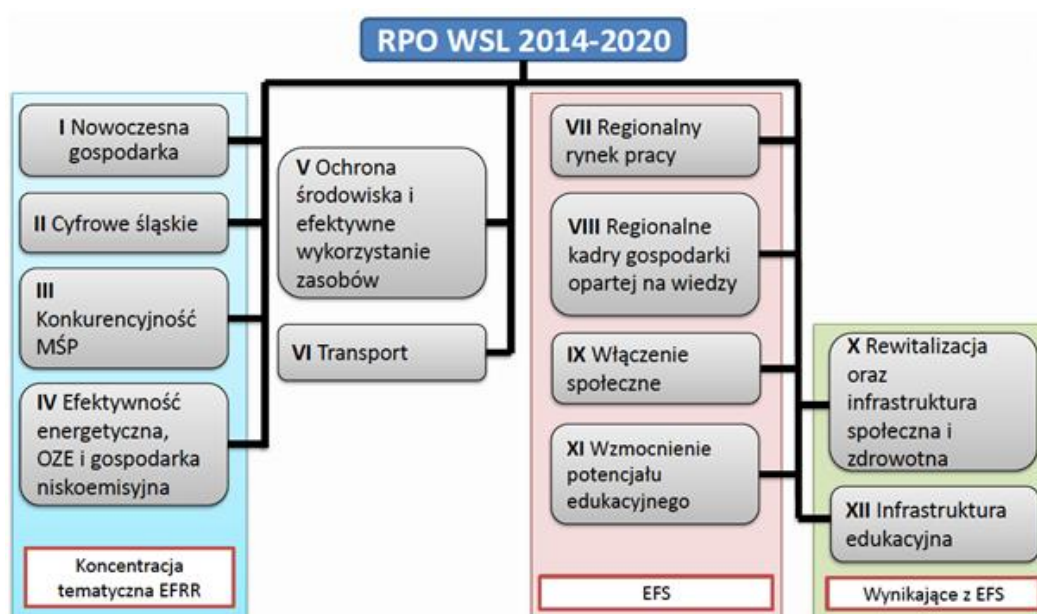 RPO WSL 2014-2020
I Nowoczesna
gospodarka
II Cyfrowe śląskie
III
Konkurencyjność
MŚP
IV Efektywność
energetyczna,
OZE i gospodarka
niskoemisyjna
Koncentracja
tematyczna EFRR
V Ochrona
środowiska i
efektywne
wykorzystanie
zasobów
VI Transport
VII Regionalny
rynek pracy
VIII Regionalne
kadry gospodarki
opartej na wiedzy
IX Włączenie
społeczne
XI Wzmocnienie
potencjału
edukacyjnego
EFS
X Rewitalizacja
oraz
infrastruktura
społeczna i
zdrowotna
XII Infrastruktura
edukacyjna
Wynikające z EFS